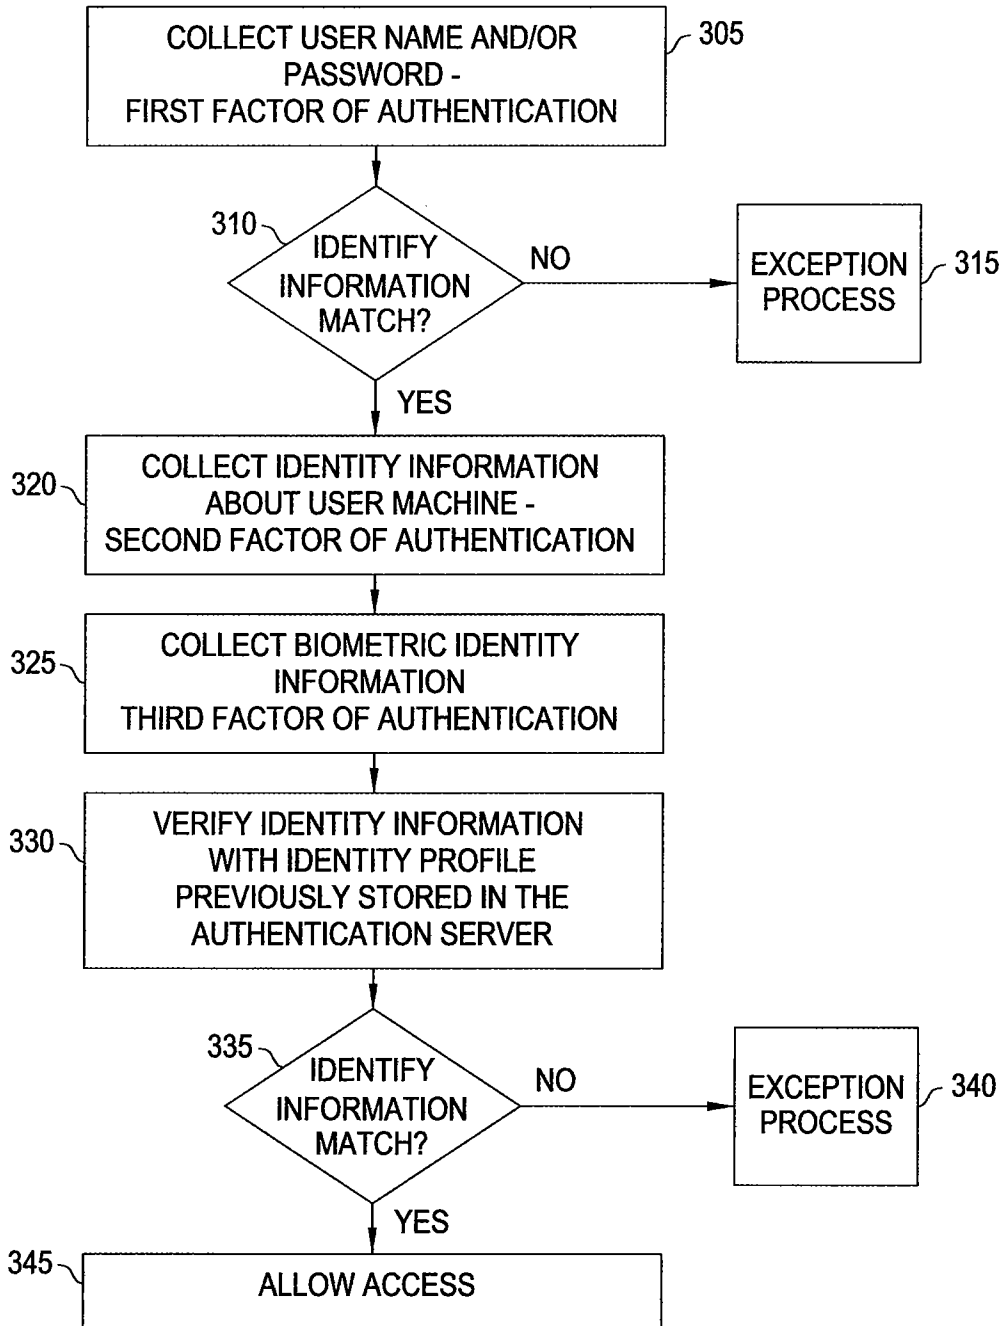 COLLECT USER NAME AND/OR
PASSWORD -
FIRST FACTOR OF AUTHENTICATION
305
310
IDENTIFY
INFORMATION
MATCH?
NO
EXCEPTION
PROCESS
315
YES
320
COLLECT IDENTITY INFORMATION
ABOUT USER MACHINE -
SECOND FACTOR OF AUTHENTICATION
325
COLLECT BIOMETRIC IDENTITY
INFORMATION
THIRD FACTOR OF AUTHENTICATION
330
VERIFY IDENTITY INFORMATION
WITH IDENTITY PROFILE
PREVIOUSLY STORED IN THE
AUTHENTICATION SERVER
335
IDENTIFY
INFORMATION
MATCH?
NO
EXCEPTION
PROCESS
340
YES
345
ALLOW ACCESS